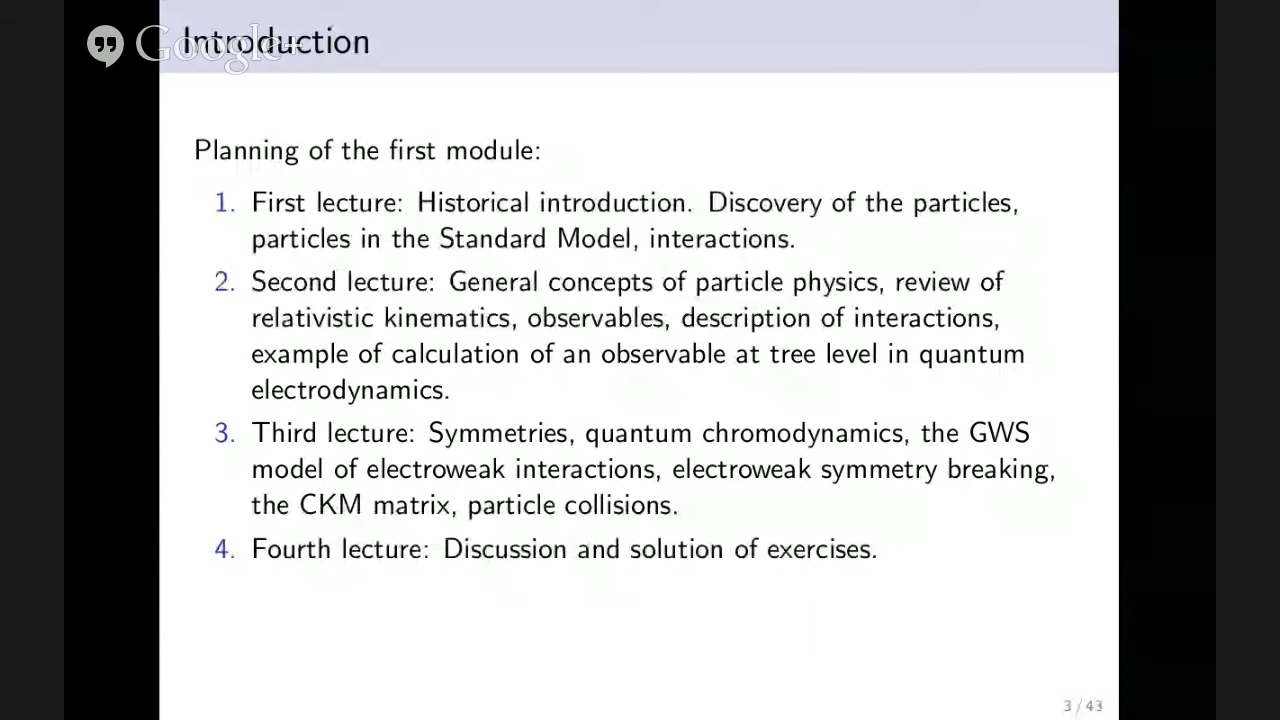 Introduction
Google+
Planning of the first module:
1. First lecture: Historical introduction. Discovery of the particles,
particles in the Standard Model, interactions.
2. Second lecture: General concepts of particle physics, review of
relativistic kinematics, observables, description of interactions,
example of calculation of an observable at tree level in quantum
electrodynamics.
3. Third lecture: Symmetries, quantum chromodynamics, the GWS
model of electroweak interactions, electroweak symmetry breaking,
the CKM matrix, particle collisions.
4. Fourth lecture: Discussion and solution of exercises.
3 / 43